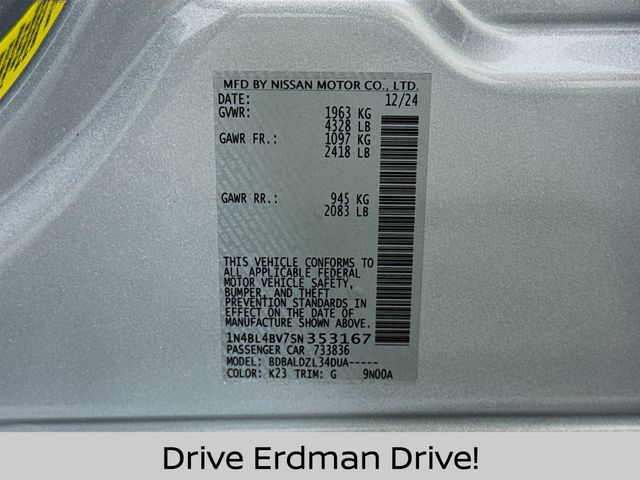 MFD BY NISSAN MOTOR CO., LTD.
DATE: 12/24
GVWR: 1963 KG
4328 LB
GAWR FR.: 1097 KG
2418 LB
GAWR RR.: 945 KG
2083 LB
THIS VEHICLE CONFORMS TO
ALL APPLICABLE FEDERAL
MOTOR VEHICLE SAFETY,
BUMPER, AND THEFT
PREVENTION STANDARDS IN
EFFECT ON THE DATE OF
MANUFACTURE SHOWN ABOVE.
1N4BL4BV7SN353167
PASSENGER CAR 733836
MODEL: BDBALDZL34DUA-----
COLOR: K23 TRIM: G 9N00A
Drive Erdman Drive!